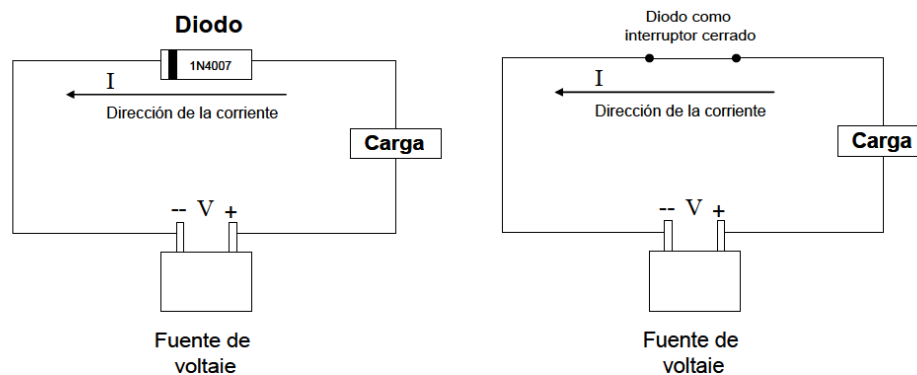 Diodo
1N4007
I
Dirección de la corriente
Carga
-- V +
Fuente de
voltaie
Diodo como
interruptor cerrado
I
Dirección de la corriente
Carga
-- V +
Fuente de
voltaie